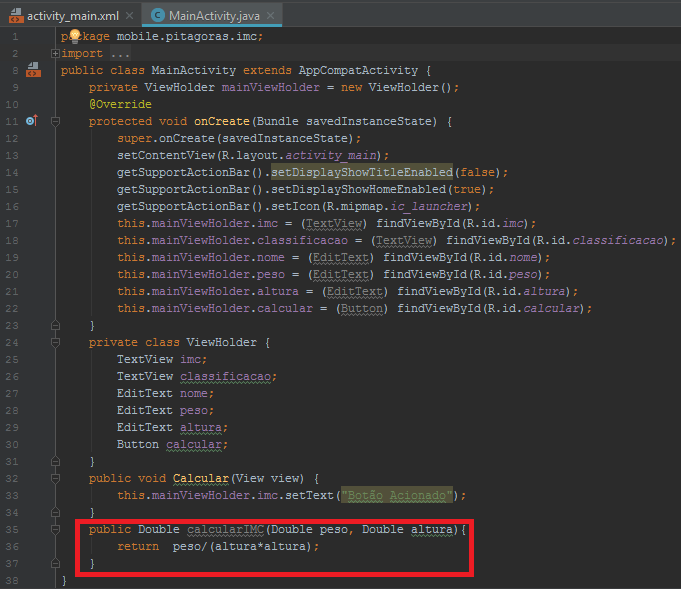 activity_main.xml MainActivity.java
1 package mobile.pitagoras.imc;
2 import ...
8 public class MainActivity extends AppCompatActivity {
9 private ViewHolder mainViewHolder = new ViewHolder();
10 @Override
11 protected void onCreate(Bundle savedInstanceState) {
12 super.onCreate(savedInstanceState);
13 setContentView(R.layout.activity_main);
14 getSupportActionBar().setDisplayShowTitleEnabled(false);
15 getSupportActionBar().setDisplayShowHomeEnabled(true);
16 getSupportActionBar().setIcon(R.mipmap.ic_launcher);
17 this.mainViewHolder.imc = (TextView) findViewById(R.id.imc);
18 this.mainViewHolder.classificacao = (TextView) findViewById(R.id.classificacao);
19 this.mainViewHolder.nome = (EditText) findViewById(R.id.nome);
20 this.mainViewHolder.peso = (EditText) findViewById(R.id.peso);
21 this.mainViewHolder.altura = (EditText) findViewById(R.id.altura);
22 this.mainViewHolder.calcular = (Button) findViewById(R.id.calcular);
23 }
24 private class ViewHolder {
25 TextView imc;
26 TextView classificacao;
27 EditText nome;
28 EditText peso;
29 EditText altura;
30 Button calcular;
31 }
32 public void Calcular(View view) {
33 this.mainViewHolder.imc.setText("Botão Acionado");
34 }
35 public Double calcularIMC(Double peso, Double altura){
36 return peso/(altura*altura);
37 }
38 }